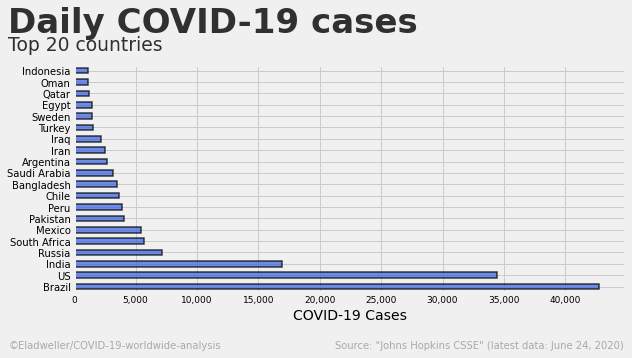 Daily COVID-19 cases
Top 20 countries
Indonesia
Oman
Qatar
Egypt
Sweden
Turkey
Iraq
Iran
Argentina
Saudi Arabia
Bangladesh
Chile
Peru
Pakistan
Mexico
South Africa
Russia
India
US
Brazil
0 5,000 10,000 15,000 20,000 25,000 30,000 35,000 40,000
COVID-19 Cases
©Eladweller/COVID-19-worldwide-analysis Source: "Johns Hopkins CSSE" (latest data: June 24, 2020)